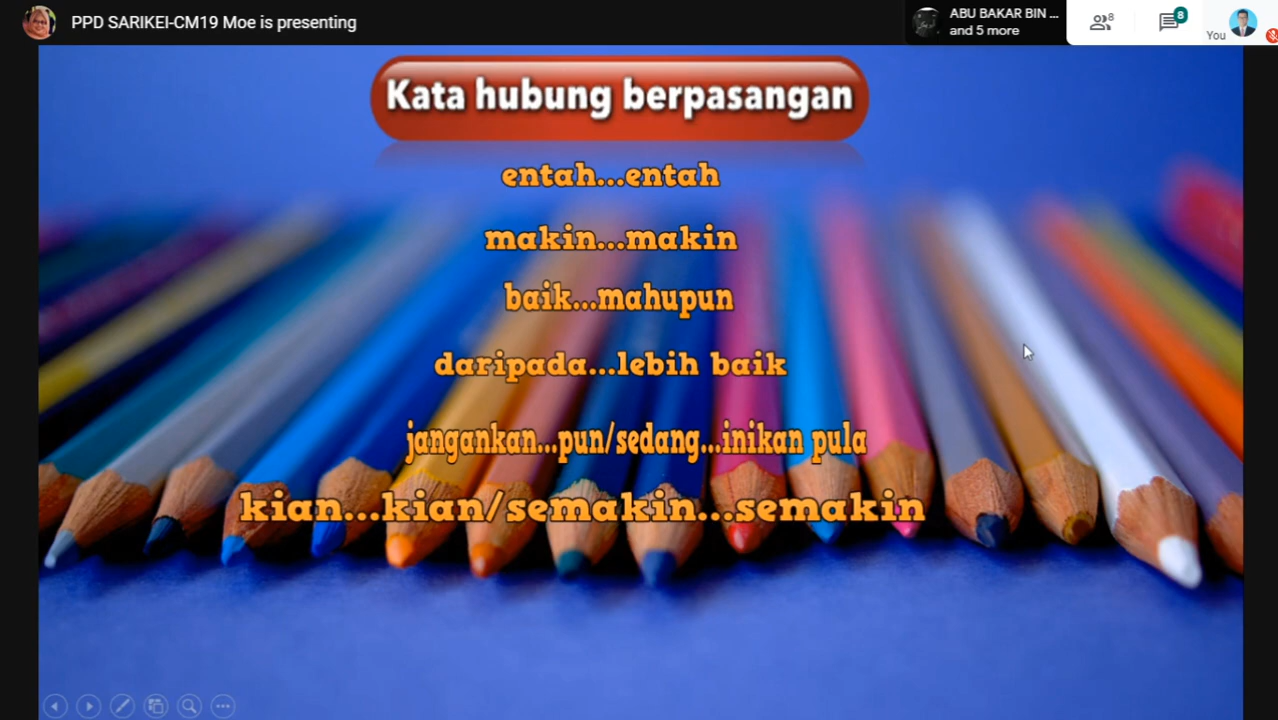 PPD SARIKEI-CM19 Moe is presenting
ABU BAKAR BIN ...
and 5 more
8
8
You
Kata hubung berpasangan
entah...entah
makin...makin
baik...mahupun
daripada...lebih baik
jangankan...pun/sedang...inikan pula
kian...kian/semakin...semakin